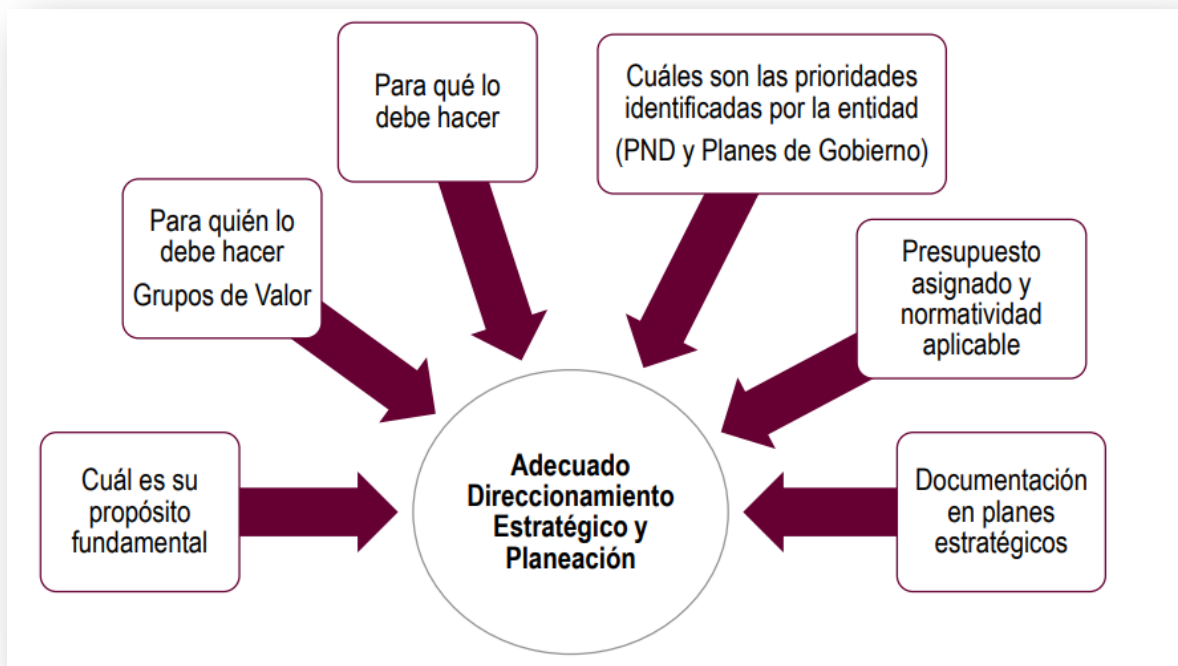 Para qué lo
debe hacer
Cuáles son las prioridades
identificadas por la entidad
(PND y Planes de Gobierno)
Para quién lo
debe hacer
Grupos de Valor
Presupuesto
asignado y
normatividad
aplicable
Cuál es su
propósito
fundamental
Adecuado
Direccionamiento
Estratégico y
Planeación
Documentación
en planes
estratégicos